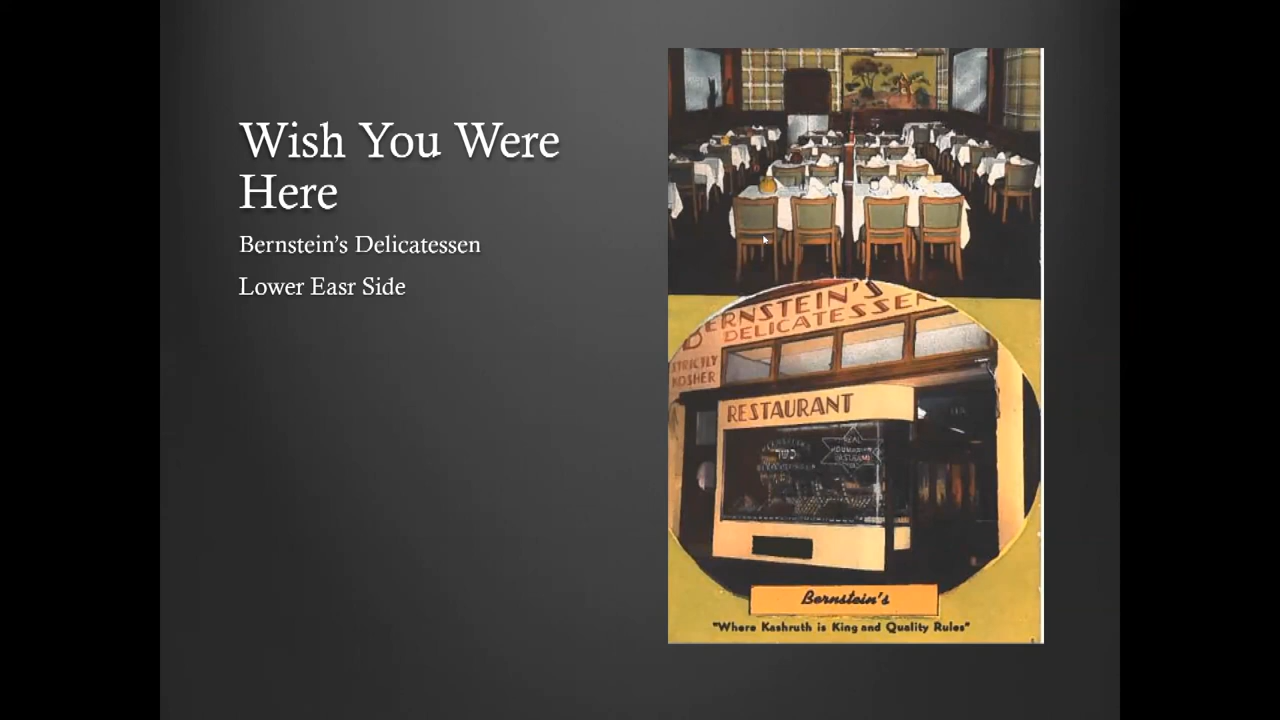 Wish You Were
Here
Bernstein's Delicatessen
Lower Easr Side
BERNSTEIN'S
DELICATESSEN
STRICTLY
KOSHER
RESTAURANT
REAL
Bernstein's
"Where Kashruth is King and Quality Rules"